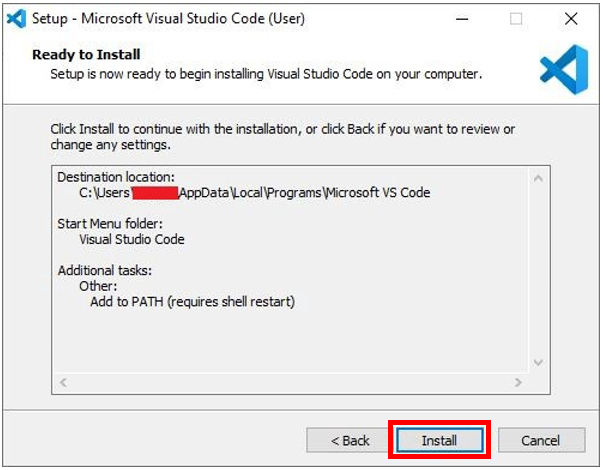 Setup - Microsoft Visual Studio Code (User)
Ready to Install
Setup is now ready to begin installing Visual Studio Code on your computer.
Click Install to continue with the installation, or click Back if you want to review or
change any settings.
Destination location:
C:\Users\ AppData\Local\Programs\Microsoft VS Code
Start Menu folder:
Visual Studio Code
Additional tasks:
Other:
Add to PATH (requires shell restart)
< Back Install Cancel